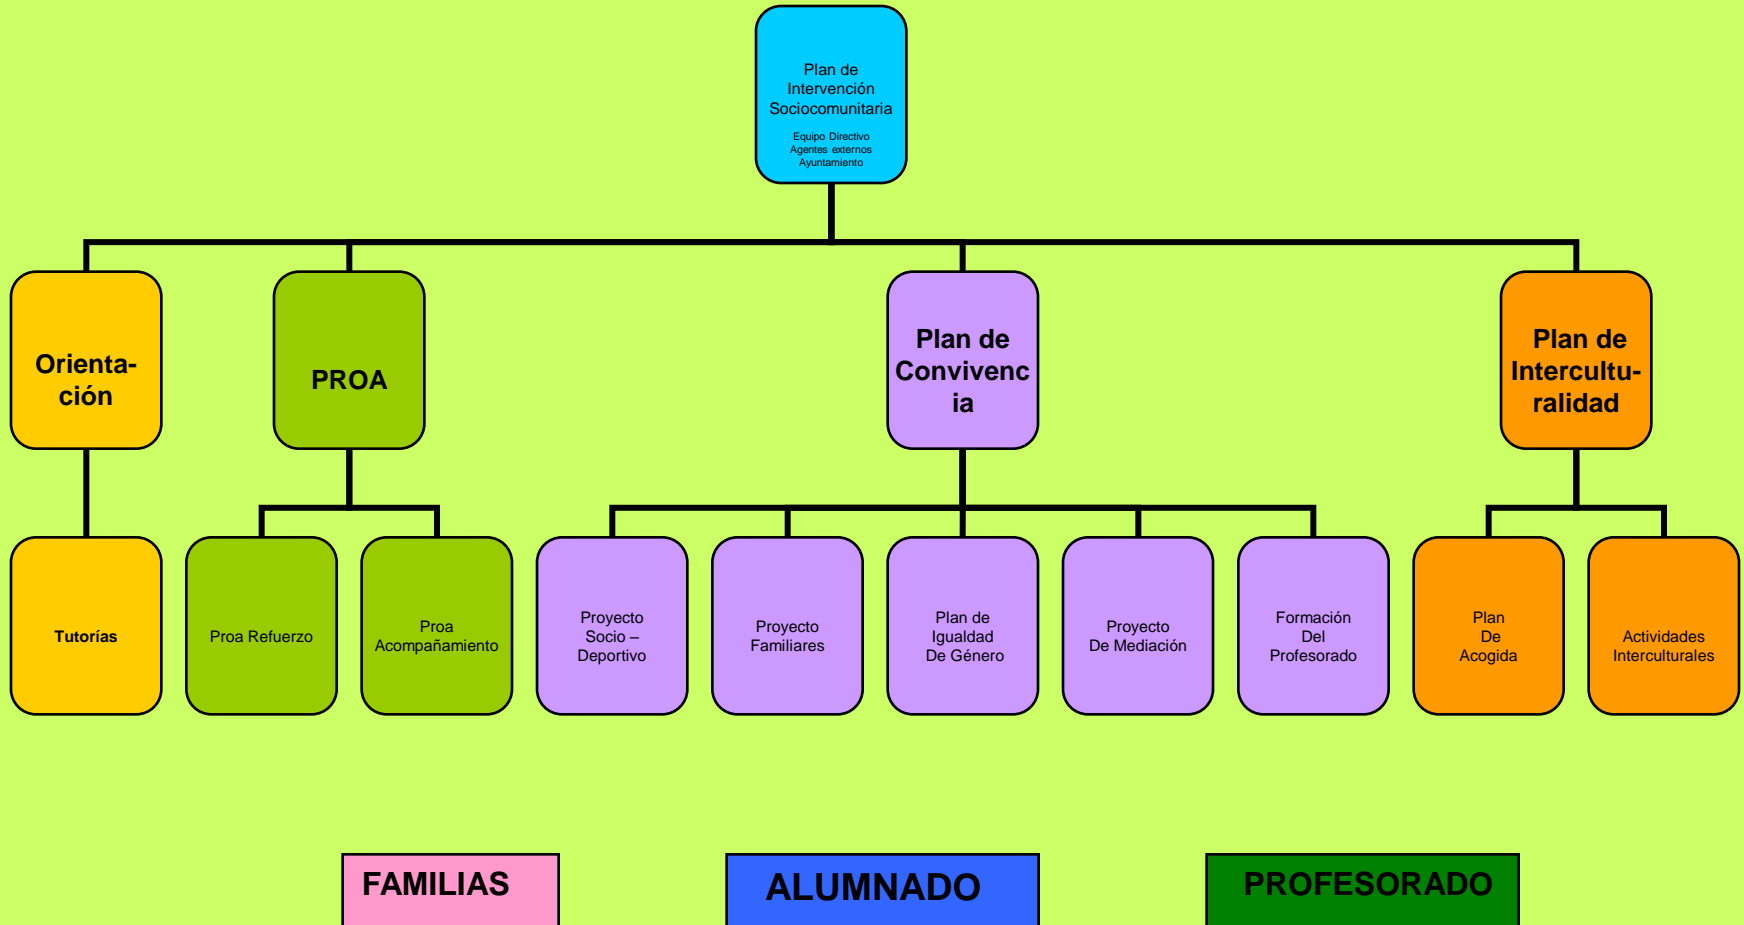 Plan de
Intervención
Sociocomunitaria
Equipo Directivo
Agentes externos
Ayuntamiento
Orienta-
ción
PROA
Plan de
Convivenc
ia
Plan de
Intercultu-
ralidad
Tutorías
Proa Refuerzo
Proa
Acompañamiento
Proyecto
Socio –
Deportivo
Proyecto
Familiares
Plan de
Igualdad
De Género
Proyecto
De Mediación
Formación
Del
Profesorado
Plan
De
Acogida
Actividades
Interculturales
FAMILIAS
ALUMNADO
PROFESORADO